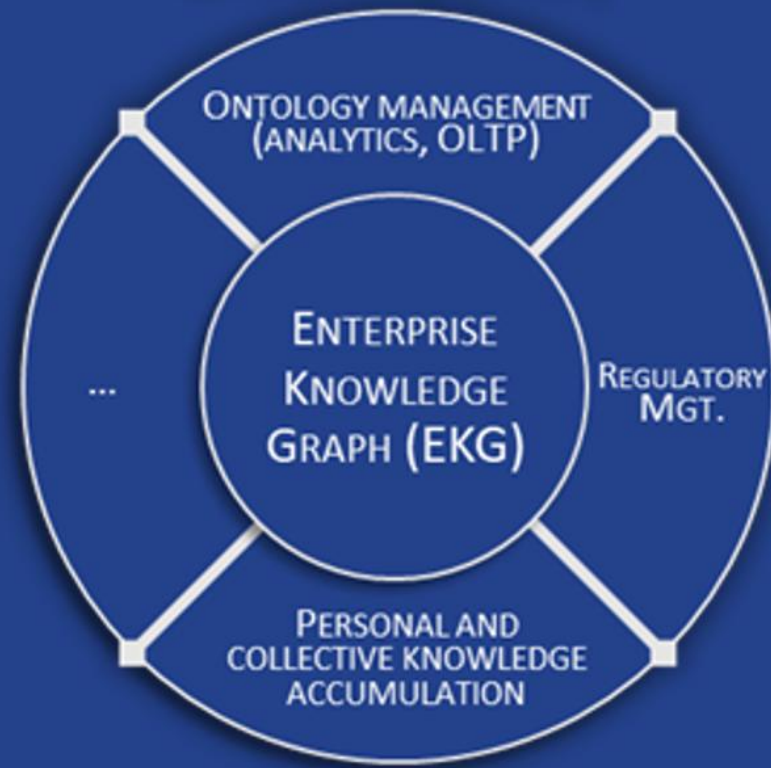 Ontology management
(analytics, OLTP)
Enterprise
Knowledge
Graph (EKG)
...
Regulatory
Mgt.
Personal and
collective knowledge
accumulation